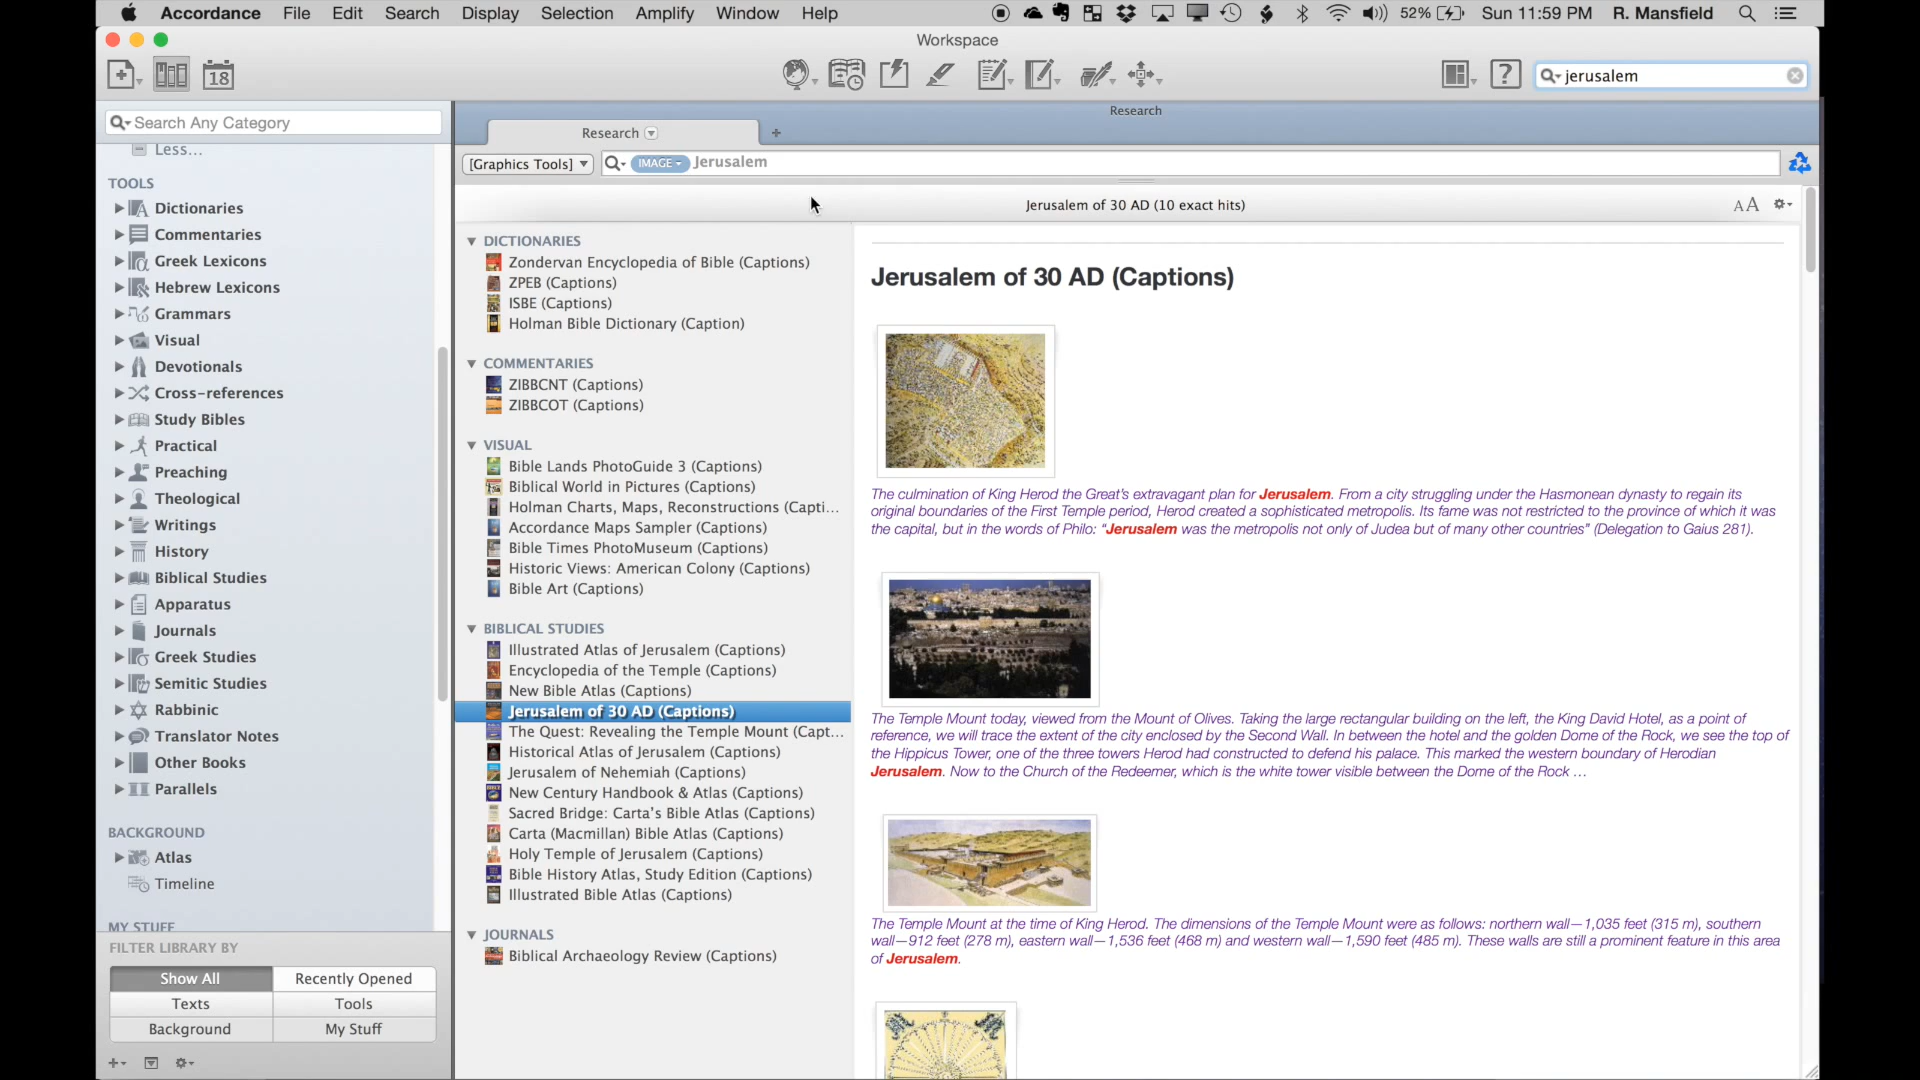 Accordance File Edit Search Display Selection Amplify Window Help 52% Sun 11:59 PM R. Mansfield
Workspace
18
jerusalem
Search Any Category
Research
Research
[Graphics Tools] IMAGE Jerusalem
Less...
TOOLS
Dictionaries
Commentaries
Greek Lexicons
Hebrew Lexicons
Grammars
Visual
Devotionals
Cross-references
Study Bibles
Practical
Preaching
Theological
Writings
History
Biblical Studies
Apparatus
Journals
Greek Studies
Semitic Studies
Rabbinic
Translator Notes
Other Books
Parallels
BACKGROUND
Atlas
Timeline
MY STUFF
FILTER LIBRARY BY
Show All Recently Opened
Texts Tools
Background My Stuff
Jerusalem of 30 AD (10 exact hits)
AA
DICTIONARIES
Zondervan Encyclopedia of Bible (Captions)
ZPEB (Captions)
ISBE (Captions)
Holman Bible Dictionary (Caption)
COMMENTARIES
ZIBBCNT (Captions)
ZIBBCOT (Captions)
VISUAL
Bible Lands PhotoGuide 3 (Captions)
Biblical World in Pictures (Captions)
Holman Charts, Maps, Reconstructions (Capti...
Accordance Maps Sampler (Captions)
Bible Times PhotoMuseum (Captions)
Historic Views: American Colony (Captions)
Bible Art (Captions)
BIBLICAL STUDIES
Illustrated Atlas of Jerusalem (Captions)
Encyclopedia of the Temple (Captions)
New Bible Atlas (Captions)
Jerusalem of 30 AD (Captions)
The Quest: Revealing the Temple Mount (Capt...
Historical Atlas of Jerusalem (Captions)
Jerusalem of Nehemiah (Captions)
New Century Handbook & Atlas (Captions)
Sacred Bridge: Carta's Bible Atlas (Captions)
Carta (Macmillan) Bible Atlas (Captions)
Holy Temple of Jerusalem (Captions)
Bible History Atlas, Study Edition (Captions)
Illustrated Bible Atlas (Captions)
JOURNALS
Biblical Archaeology Review (Captions)
Jerusalem of 30 AD (Captions)
The culmination of King Herod the Great's extravagant plan for Jerusalem. From a city struggling under the Hasmonean dynasty to regain its
original boundaries of the First Temple period, Herod created a sophisticated metropolis. Its fame was not restricted to the province of which it was
the capital, but in the words of Philo: “Jerusalem was the metropolis not only of Judea but of many other countries” (Delegation to Gaius 281).
The Temple Mount today, viewed from the Mount of Olives. Taking the large rectangular building on the left, the King David Hotel, as a point of
reference, we will trace the extent of the city enclosed by the Second Wall. In between the hotel and the golden Dome of the Rock, we see the top of
the Hippicus Tower, one of the three towers Herod had constructed to defend his palace. This marked the western boundary of Herodian
Jerusalem. Now to the Church of the Redeemer, which is the white tower visible between the Dome of the Rock ...
The Temple Mount at the time of King Herod. The dimensions of the Temple Mount were as follows: northern wall—1,035 feet (315 m), southern
wall—912 feet (278 m), eastern wall—1,536 feet (468 m) and western wall—1,590 feet (485 m). These walls are still a prominent feature in this area
of Jerusalem.